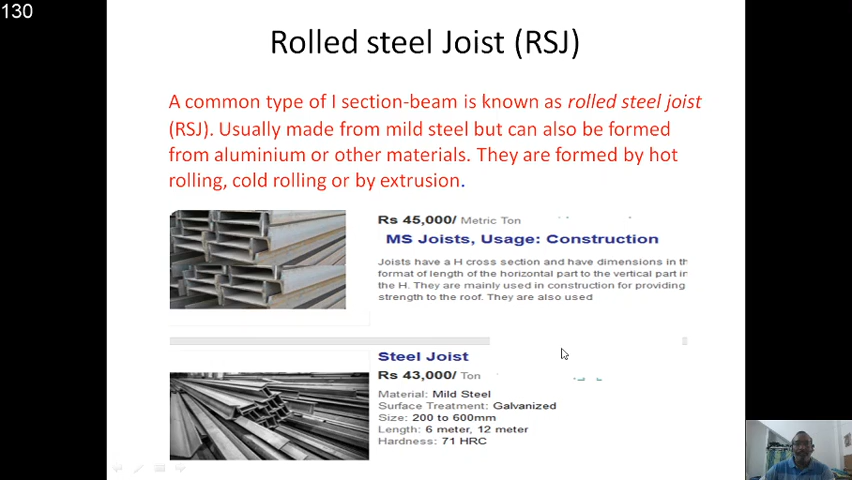 130
Rolled steel Joist (RSJ)
A common type of I section-beam is known as rolled steel joist
(RSJ). Usually made from mild steel but can also be formed
from aluminium or other materials. They are formed by hot
rolling, cold rolling or by extrusion.
Rs 45,000/ Metric Ton
MS Joists, Usage: Construction
Joists have a H cross section and have dimensions in th
format of length of the horizontal part to the vertical part in
the H. They are mainly used in construction for providing
strength to the roof. They are also used
Steel Joist
Rs 43,000/ Ton
Material: Mild Steel
Surface Treatment: Galvanized
Size: 200 to 600mm
Length: 6 meter, 12 meter
Hardness: 71 HRC